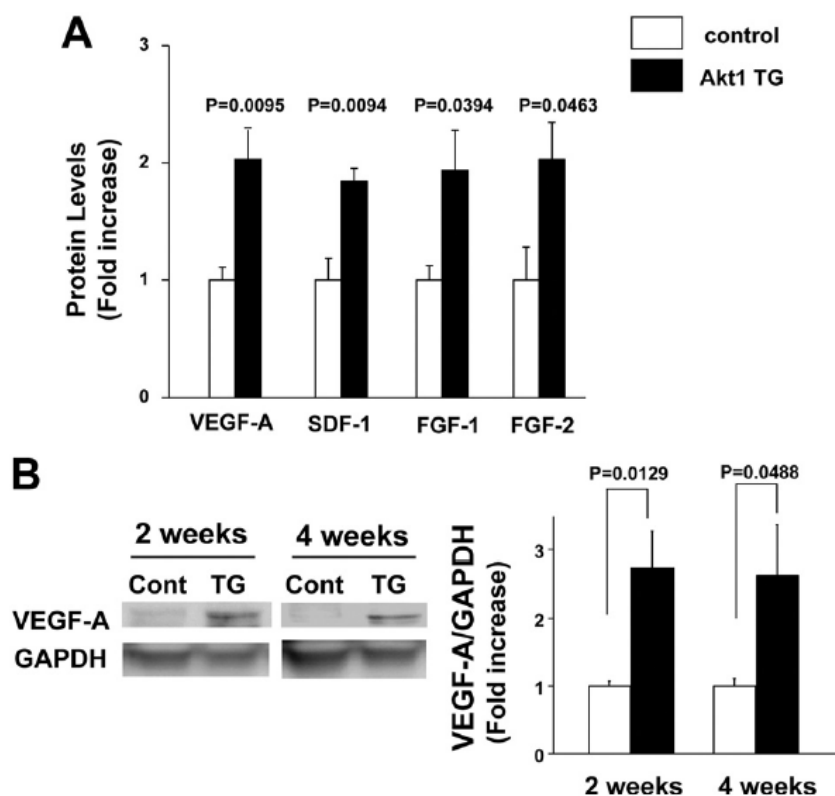 A
control
Akt1 TG
Protein Levels
(Fold increase)
3
2
1
0
P=0.0095 P=0.0094 P=0.0394 P=0.0463
VEGF-A SDF-1 FGF-1 FGF-2
B
2 weeks 4 weeks
Cont TG Cont TG
VEGF-A
GAPDH
VEGF-A/GAPDH
(Fold increase)
P=0.0129 P=0.0488
3
2
1
0
2 weeks 4 weeks